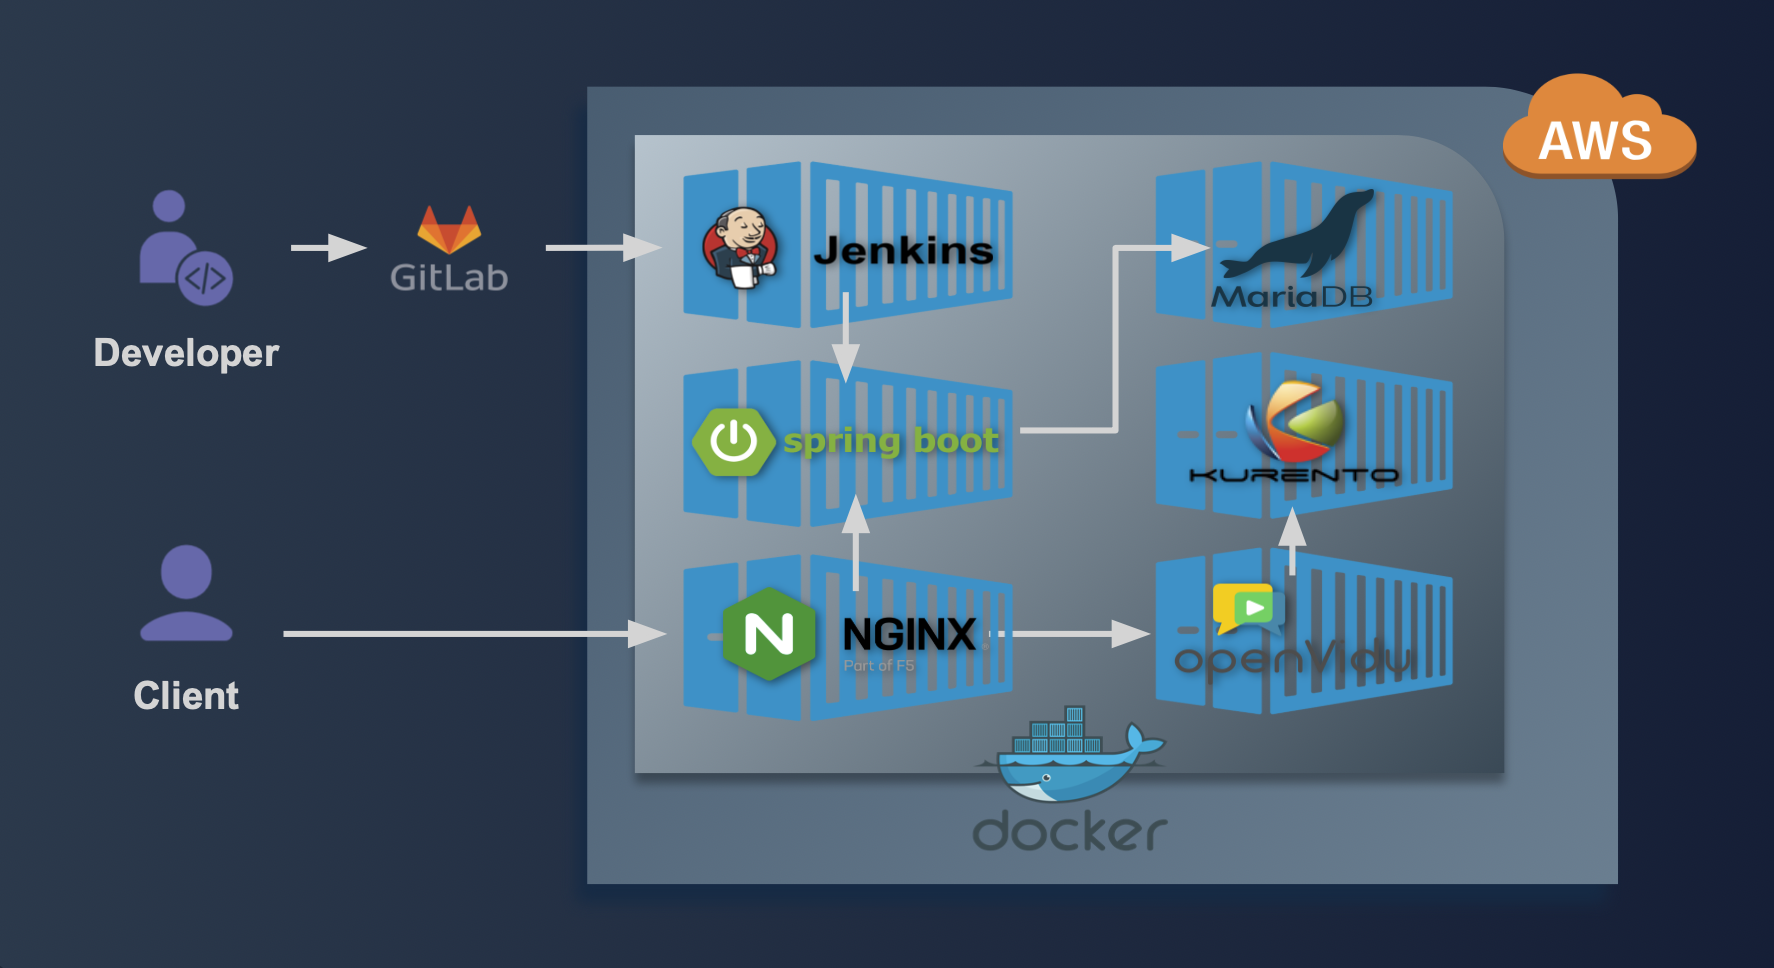 AWS
Jenkins
MariaDB
GitLab
Developer
spring boot
KURENTO
NGINX
Part of F5
openVidu
Client
docker